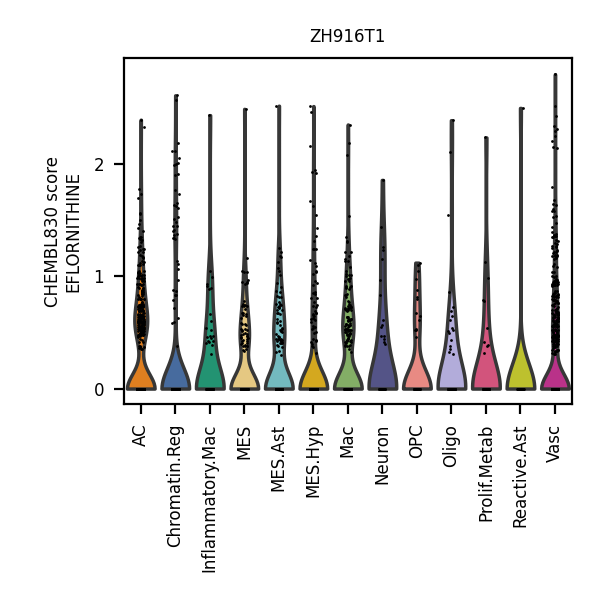 ZH916T1
CHEMBL830 score
EFLORNITHINE
2
1
0
AC
Chromatin.Reg
Inflammatory.Mac
MES
MES.Ast
MES.Hyp
Mac
Neuron
OPC
Oligo
Prolif.Metab
Reactive.Ast
Vasc